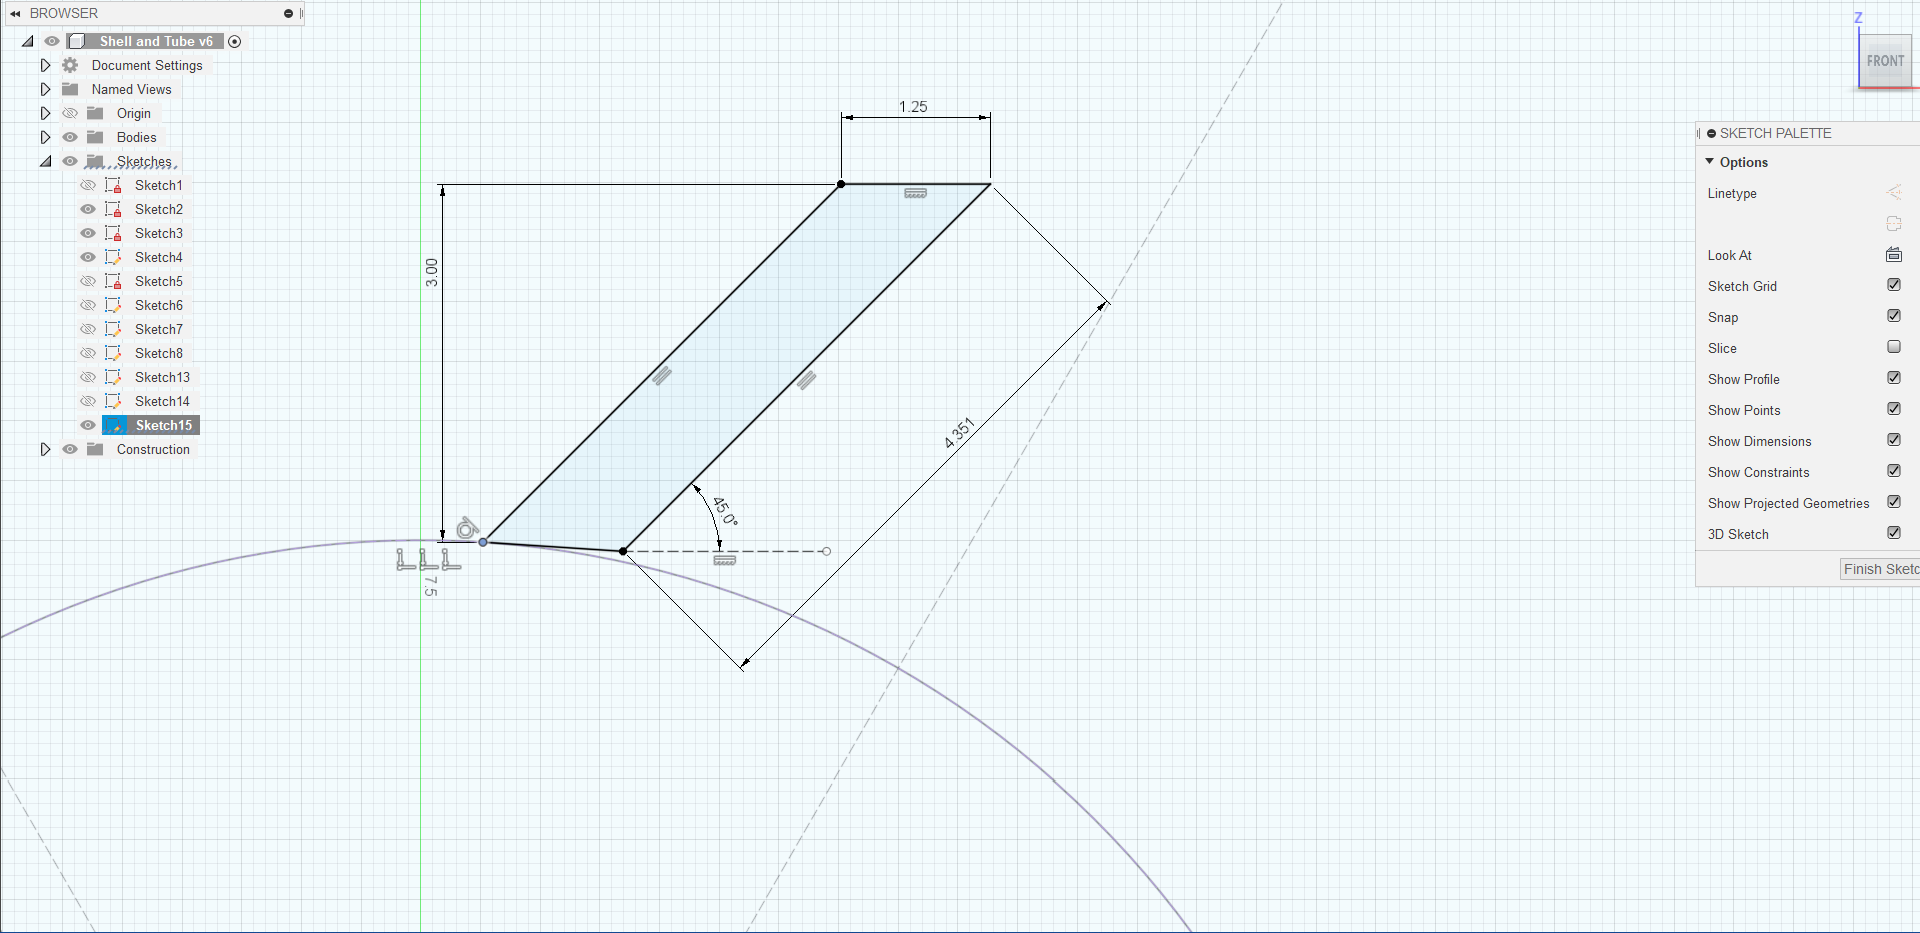 BROWSER
Shell and Tube v6
Document Settings
Named Views
Origin
Bodies
Sketches
Sketch1
Sketch2
Sketch3
Sketch4
Sketch5
Sketch6
Sketch7
Sketch8
Sketch13
Sketch14
Sketch15
Construction
1.25
3.00
4.351
45.0°
7.5
Z
FRONT
SKETCH PALETTE
Options
Linetype
Look At
Sketch Grid
Snap
Slice
Show Profile
Show Points
Show Dimensions
Show Constraints
Show Projected Geometries
3D Sketch
Finish Sketc